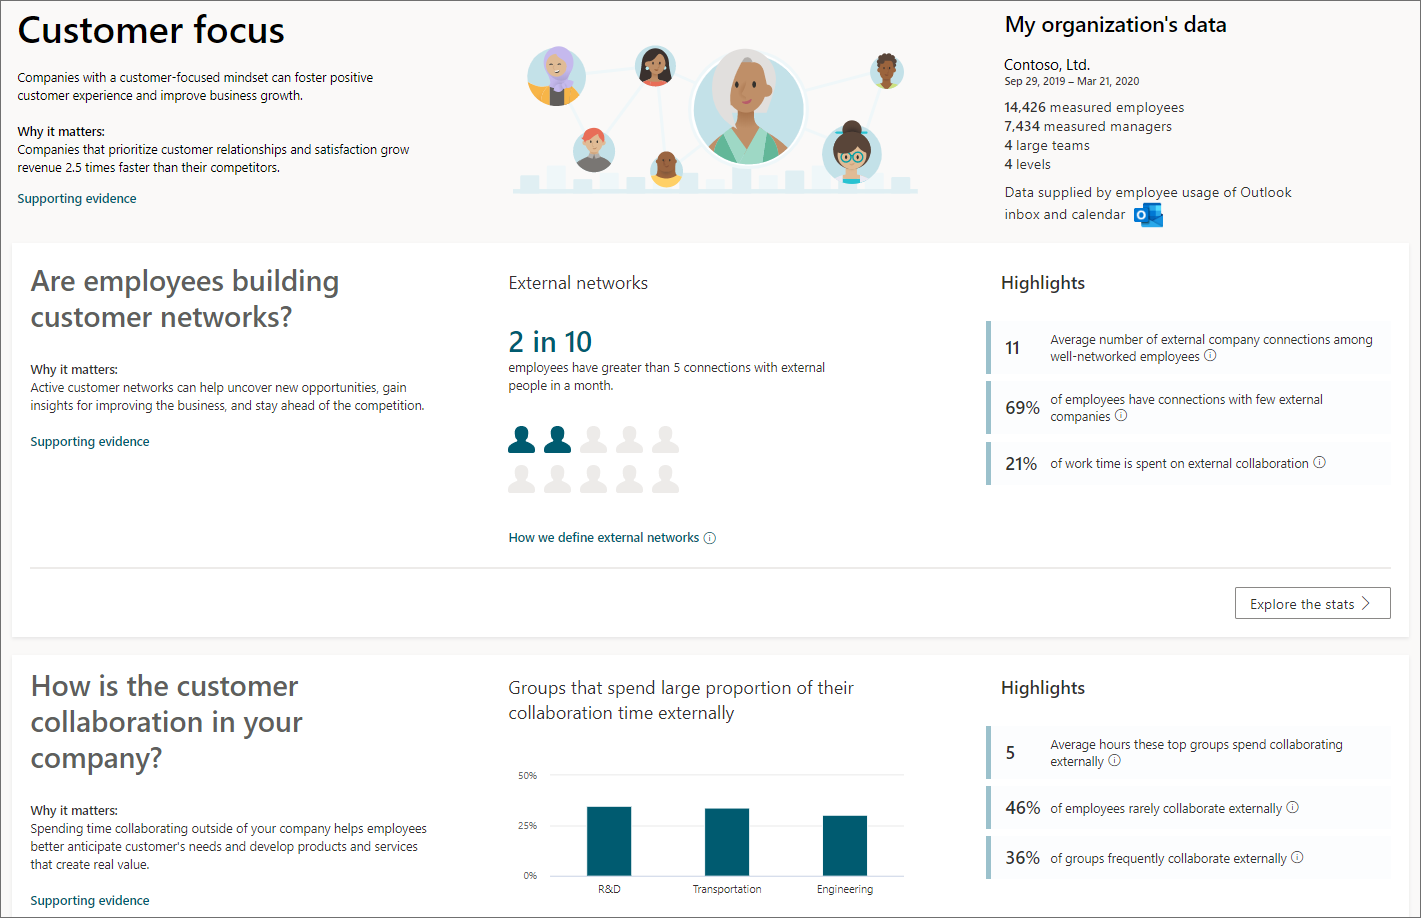 Customer focus
Companies with a customer-focused mindset can foster positive
customer experience and improve business growth.
Why it matters:
Companies that prioritize customer relationships and satisfaction grow
revenue 2.5 times faster than their competitors.
Supporting evidence
My organization's data
Contoso, Ltd.
Sep 29, 2019 – Mar 21, 2020
14,426 measured employees
7,434 measured managers
4 large teams
4 levels
Data supplied by employee usage of Outlook
inbox and calendar
Are employees building
customer networks?
Why it matters:
Active customer networks can help uncover new opportunities, gain
insights for improving the business, and stay ahead of the competition.
Supporting evidence
External networks
2 in 10
employees have greater than 5 connections with external
people in a month.
How we define external networks
Highlights
11 Average number of external company connections among
well-networked employees
69% of employees have connections with few external
companies
21% of work time is spent on external collaboration
Explore the stats
How is the customer
collaboration in your
company?
Why it matters:
Spending time collaborating outside of your company helps employees
better anticipate customer's needs and develop products and services
that create real value.
Supporting evidence
Groups that spend large proportion of their
collaboration time externally
50%
25%
0%
R&D Transportation Engineering
Highlights
5 Average hours these top groups spend collaborating
externally
46% of employees rarely collaborate externally
36% of groups frequently collaborate externally